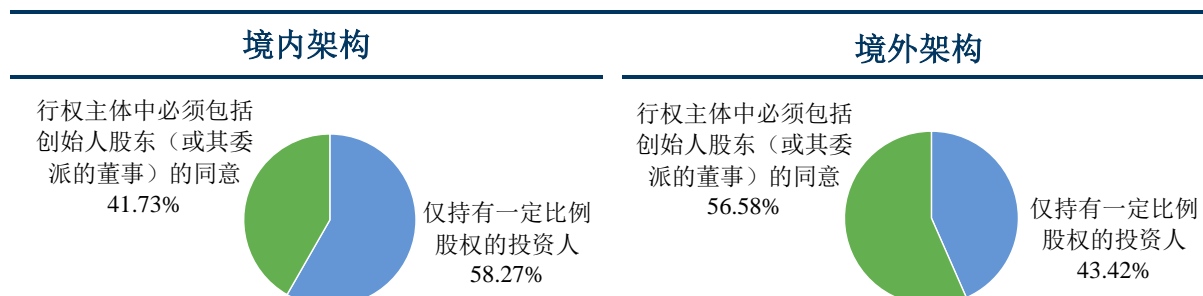 境内架构
行权主体中必须包括
创始人股东（或其委
派的董事）的同意
41.73%
仅持有一定比例
股权的投资人
58.27%
境外架构
行权主体中必须包括
创始人股东（或其委
派的董事）的同意
56.58%
仅持有一定比例
股权的投资人
43.42%